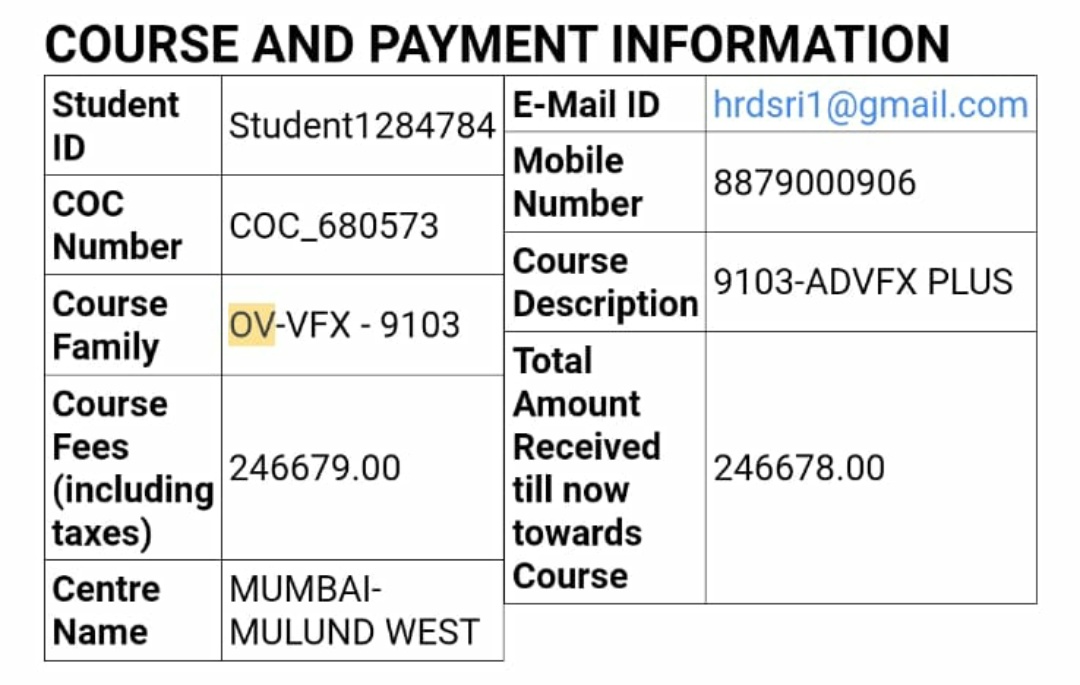 COURSE AND PAYMENT INFORMATION
Student
ID
Student1284784
COC
Number
COC_680573
Course
Family
OV-VFX - 9103
Course
Fees
(including
taxes)
246679.00
Centre
Name
MUMBAI-
MULUND WEST
E-Mail ID
hrdsri1@gmail.com
Mobile
Number
8879000906
Course
Description
9103-ADVFX PLUS
Total
Amount
Received
till now
towards
Course
246678.00